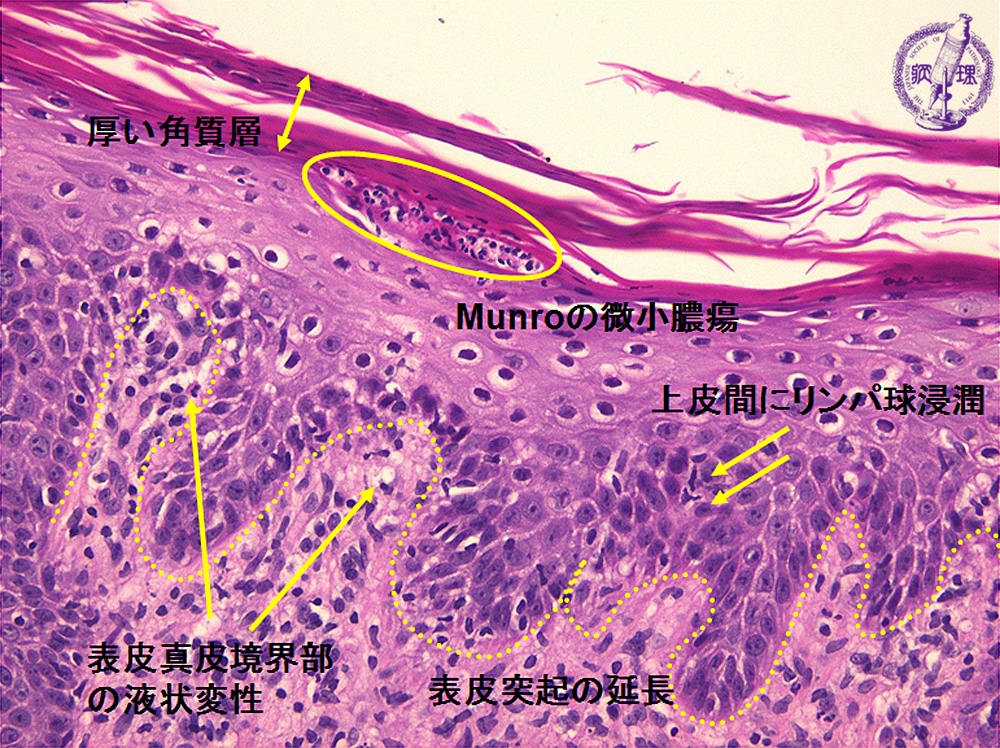 病理
厚い角質層
Munroの微小膿瘍
上皮間にリンパ球浸潤
表皮真皮境界部
の液状変性
表皮突起の延長